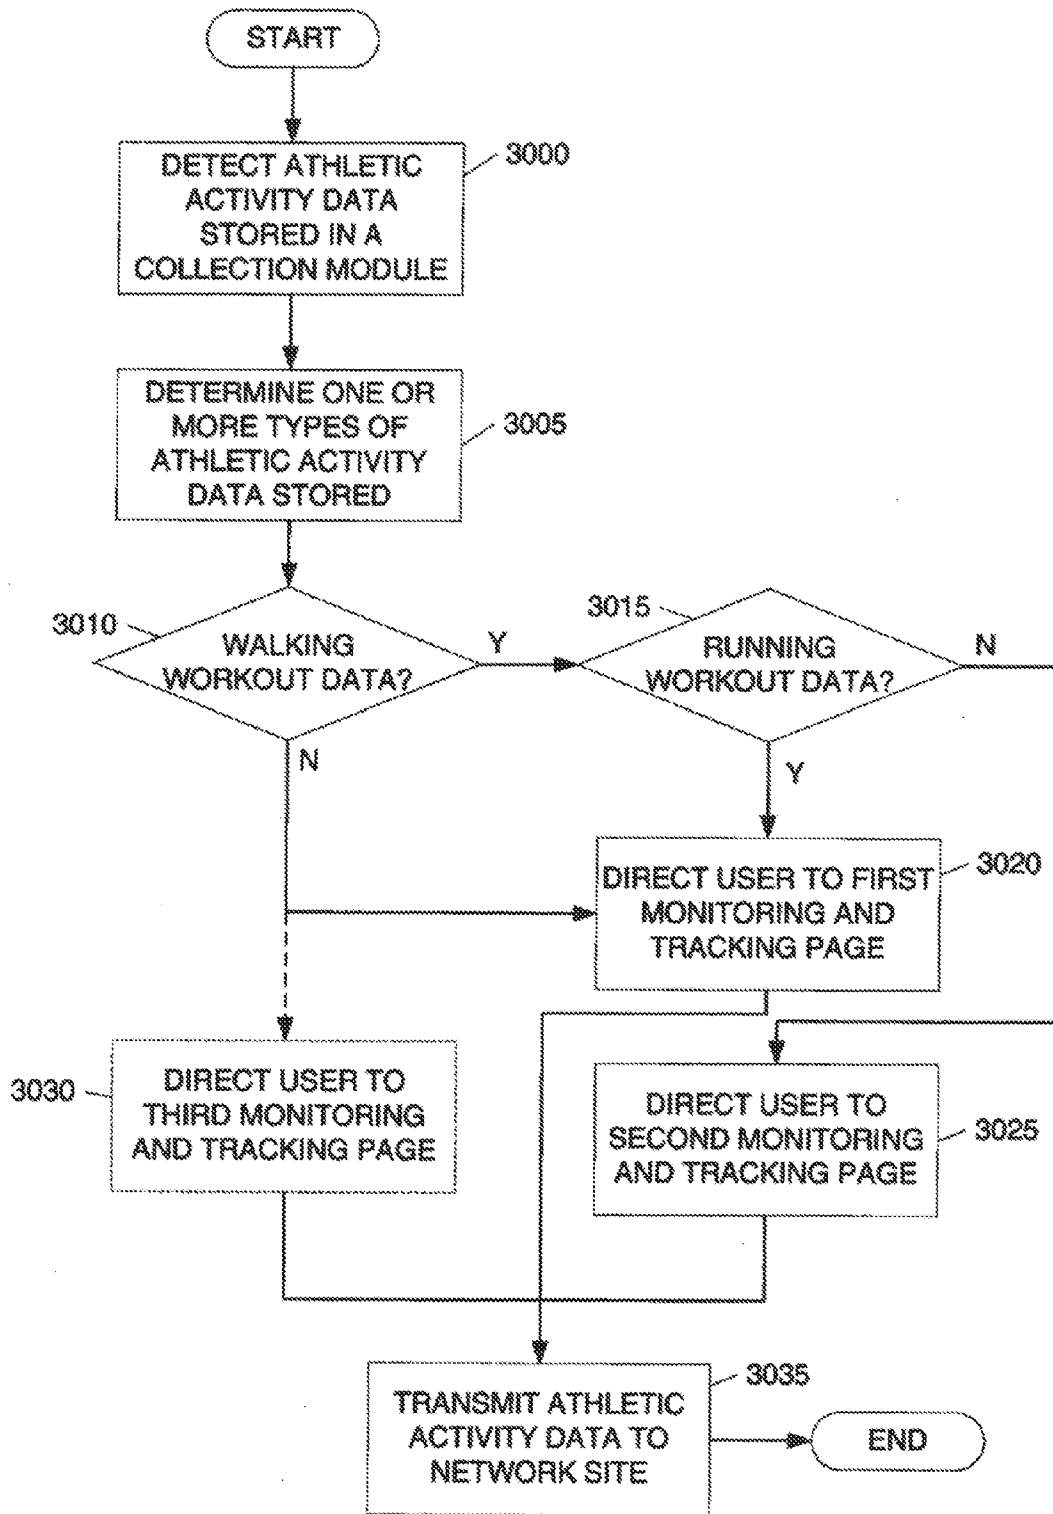 START
3000
DETECT ATHLETIC
ACTIVITY DATA
STORED IN A
COLLECTION MODULE
DETERMINE ONE OR
MORE TYPES OF
ATHLETIC ACTIVITY
DATA STORED
3005
3010
WALKING
WORKOUT DATA?
Y
N
3015
RUNNING
WORKOUT DATA?
N
Y
DIRECT USER TO FIRST
MONITORING AND
TRACKING PAGE
3020
3030
DIRECT USER TO
THIRD MONITORING
AND TRACKING PAGE
DIRECT USER TO
SECOND MONITORING
AND TRACKING PAGE
3025
3035
TRANSMIT ATHLETIC
ACTIVITY DATA TO
NETWORK SITE
END